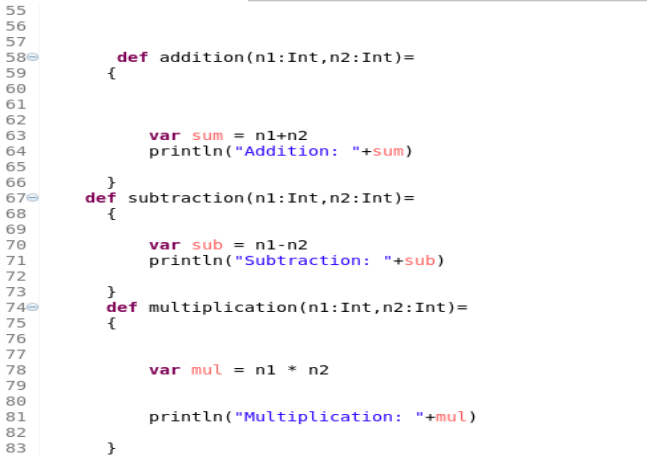 55
56
57
58 def addition(n1:Int,n2:Int)=
59 {
60
61
62
63 var sum = n1+n2
64 println("Addition: "+sum)
65
66 }
67 def subtraction(n1:Int,n2:Int)=
68 {
69
70 var sub = n1-n2
71 println("Subtraction: "+sub)
72
73 }
74 def multiplication(n1:Int,n2:Int)=
75 {
76
77
78 var mul = n1 * n2
79
80
81 println("Multiplication: "+mul)
82
83 }